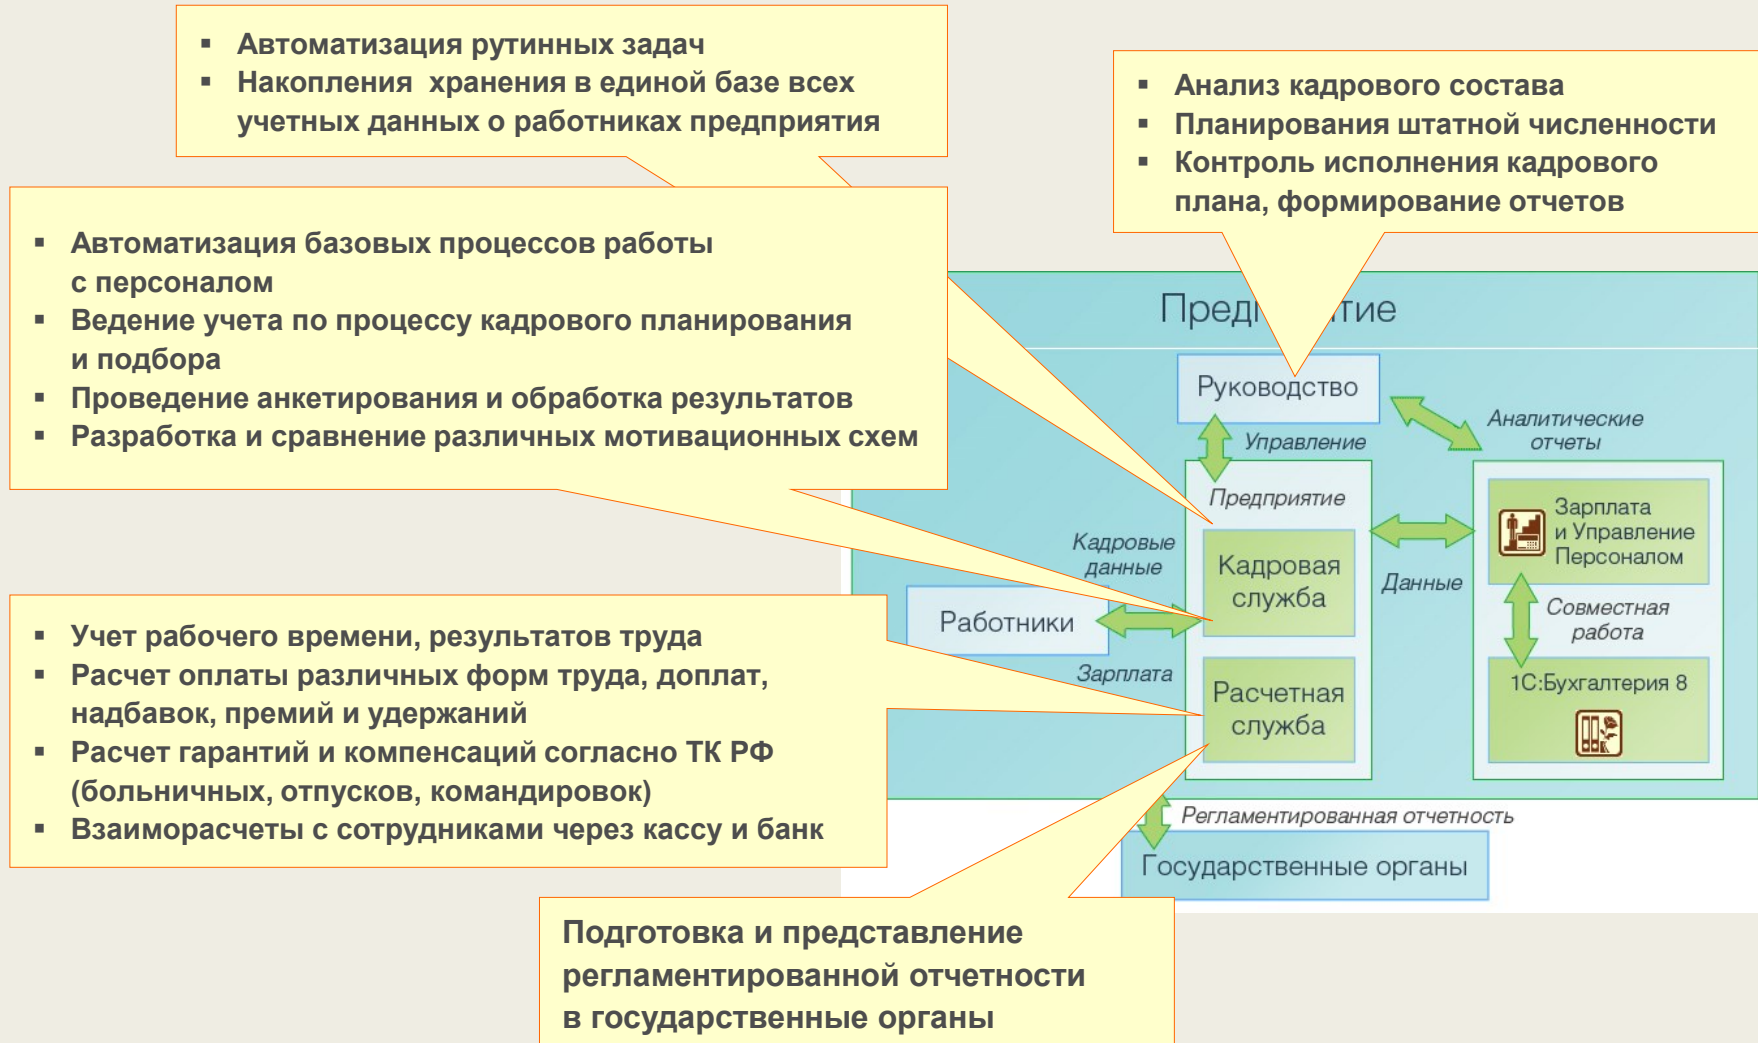 ▪ Автоматизация рутинных задач
▪ Накопления хранения в единой базе всех
учетных данных о работниках предприятия
▪ Анализ кадрового состава
▪ Планирования штатной численности
▪ Контроль исполнения кадрового
плана, формирование отчетов
▪ Автоматизация базовых процессов работы
с персоналом
▪ Ведение учета по процессу кадрового планирования
и подбора
▪ Проведение анкетирования и обработка результатов
▪ Разработка и сравнение различных мотивационных схем
▪ Учет рабочего времени, результатов труда
▪ Расчет оплаты различных форм труда, доплат,
надбавок, премий и удержаний
▪ Расчет гарантий и компенсаций согласно ТК РФ
(больничных, отпусков, командировок)
▪ Взаиморасчеты с сотрудниками через кассу и банк
Подготовка и представление
регламентированной отчетности
в государственные органы
Руководство
Управление
Аналитические
отчеты
Предприятие
Кадровая
служба
Расчетная
служба
Кадровые
данные
Работники
Зарплата
Данные
Зарплата
и Управление
Персоналом
Совместная
работа
1С:Бухгалтерия 8
Регламентированная отчетность
Государственные органы